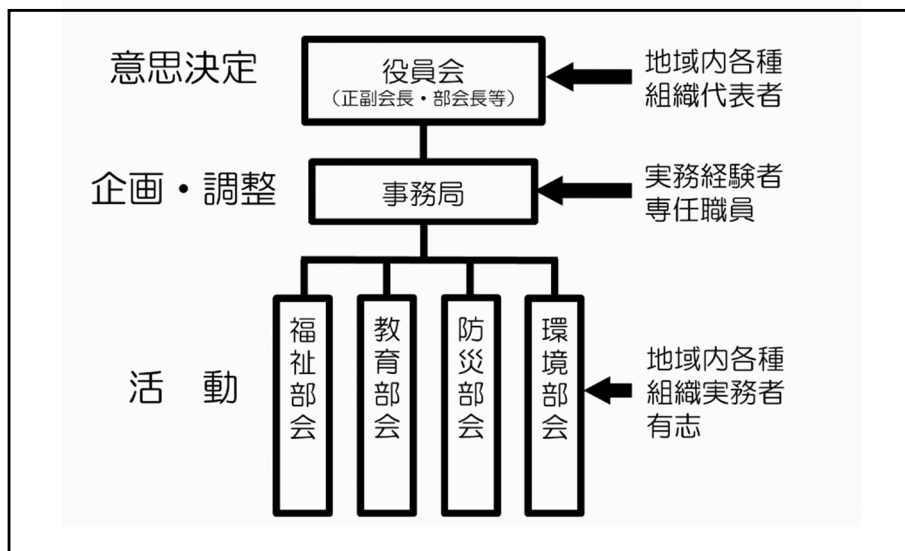 意思決定
役員会
（正副会長・部会長等）
地域内各種
組織代表者
企画・調整
事務局
実務経験者
専任職員
活　動
福祉部会
教育部会
防災部会
環境部会
地域内各種
組織実務者
有志